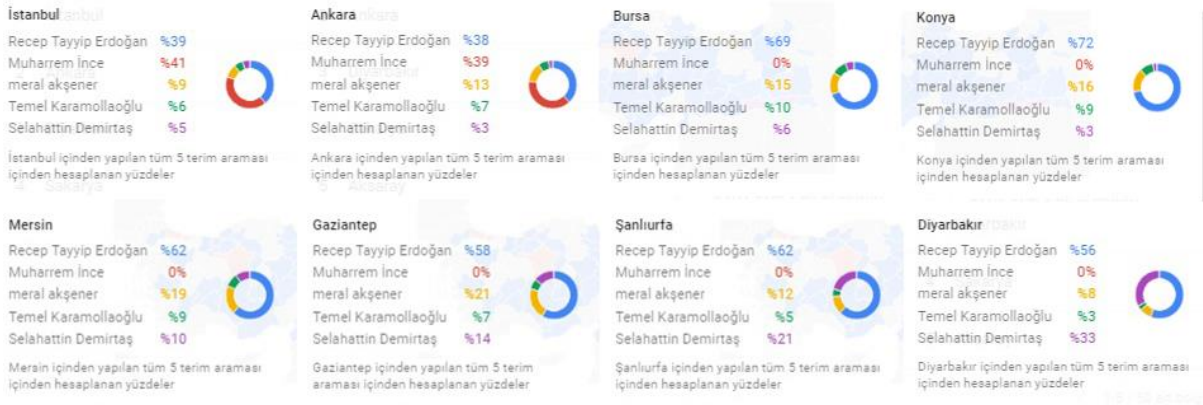 İstanbul
Recep Tayyip Erdoğan %39
Muharrem İnce %41
meral akşener %9
Temel Karamollaoğlu %6
Selahattin Demirtaş %5
İstanbul içinden yapılan tüm 5 terim araması
içinden hesaplanan yüzdeler
Ankara
Recep Tayyip Erdoğan %38
Muharrem İnce %39
meral akşener %13
Temel Karamollaoğlu %7
Selahattin Demirtaş %3
Ankara içinden yapılan tüm 5 terim araması
içinden hesaplanan yüzdeler
Bursa
Recep Tayyip Erdoğan %69
Muharrem İnce 0%
meral akşener %15
Temel Karamollaoğlu %10
Selahattin Demirtaş %6
Bursa içinden yapılan tüm 5 terim araması
içinden hesaplanan yüzdeler
Konya
Recep Tayyip Erdoğan %72
Muharrem İnce 0%
meral akşener %16
Temel Karamollaoğlu %9
Selahattin Demirtaş %3
Konya içinden yapılan tüm 5 terim araması
içinden hesaplanan yüzdeler
Mersin
Recep Tayyip Erdoğan %62
Muharrem İnce 0%
meral akşener %19
Temel Karamollaoğlu %9
Selahattin Demirtaş %10
Mersin içinden yapılan tüm 5 terim araması
içinden hesaplanan yüzdeler
Gaziantep
Recep Tayyip Erdoğan %58
Muharrem İnce 0%
meral akşener %21
Temel Karamollaoğlu %7
Selahattin Demirtaş %14
Gaziantep içinden yapılan tüm 5 terim
araması içinden hesaplanan yüzdeler
Şanlıurfa
Recep Tayyip Erdoğan %62
Muharrem İnce 0%
meral akşener %12
Temel Karamollaoğlu %5
Selahattin Demirtaş %21
Şanlıurfa içinden yapılan tüm 5 terim araması
içinden hesaplanan yüzdeler
Diyarbakır
Recep Tayyip Erdoğan %56
Muharrem İnce 0%
meral akşener %8
Temel Karamollaoğlu %3
Selahattin Demirtaş %33
Diyarbakır içinden yapılan tüm 5 terim araması
içinden hesaplanan yüzdeler